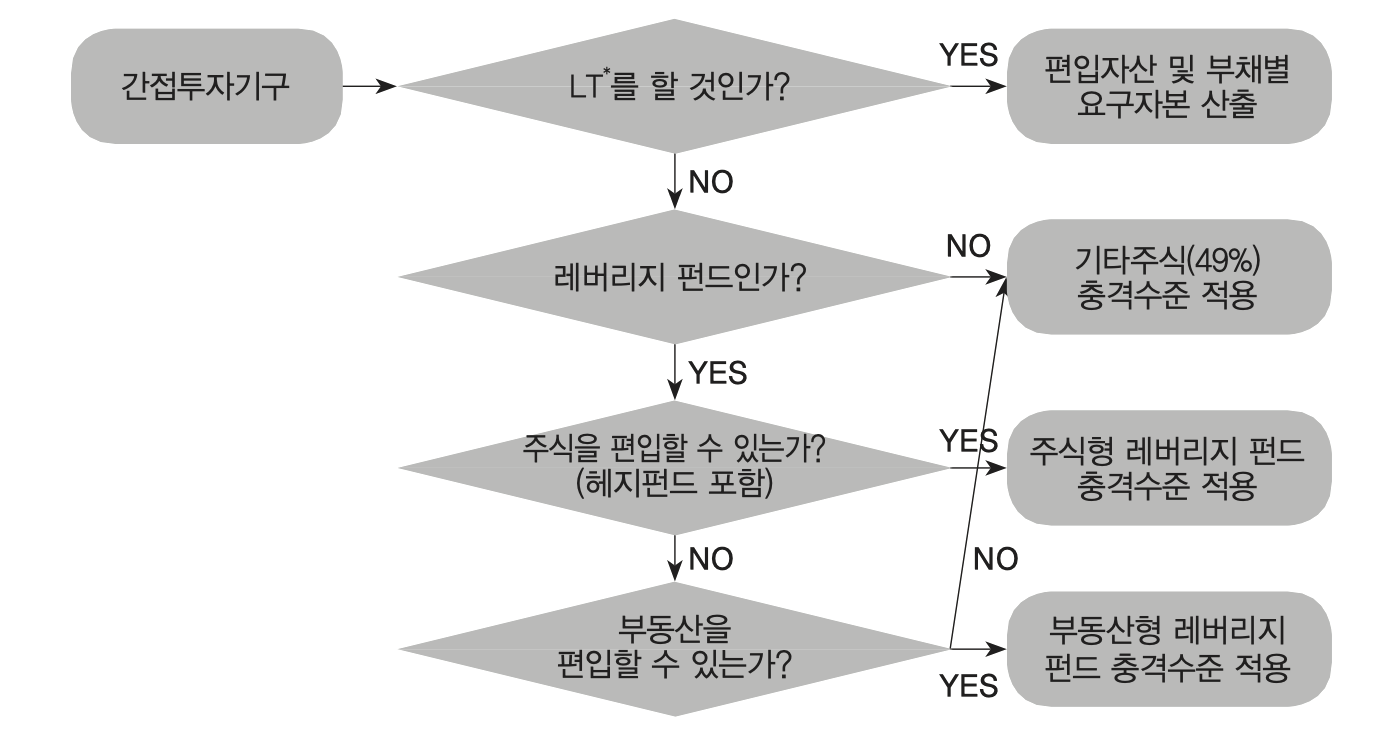 간접투자기구
LT*를 할 것인가?
YES
편입자산 및 부채별
요구자본 산출
NO
레버리지 펀드인가?
NO
기타주식(49%)
충격수준 적용
YES
주식을 편입할 수 있는가?
(헤지펀드 포함)
YES
주식형 레버리지 펀드
충격수준 적용
NO
NO
부동산을
편입할 수 있는가?
YES
부동산형 레버리지
펀드 충격수준 적용